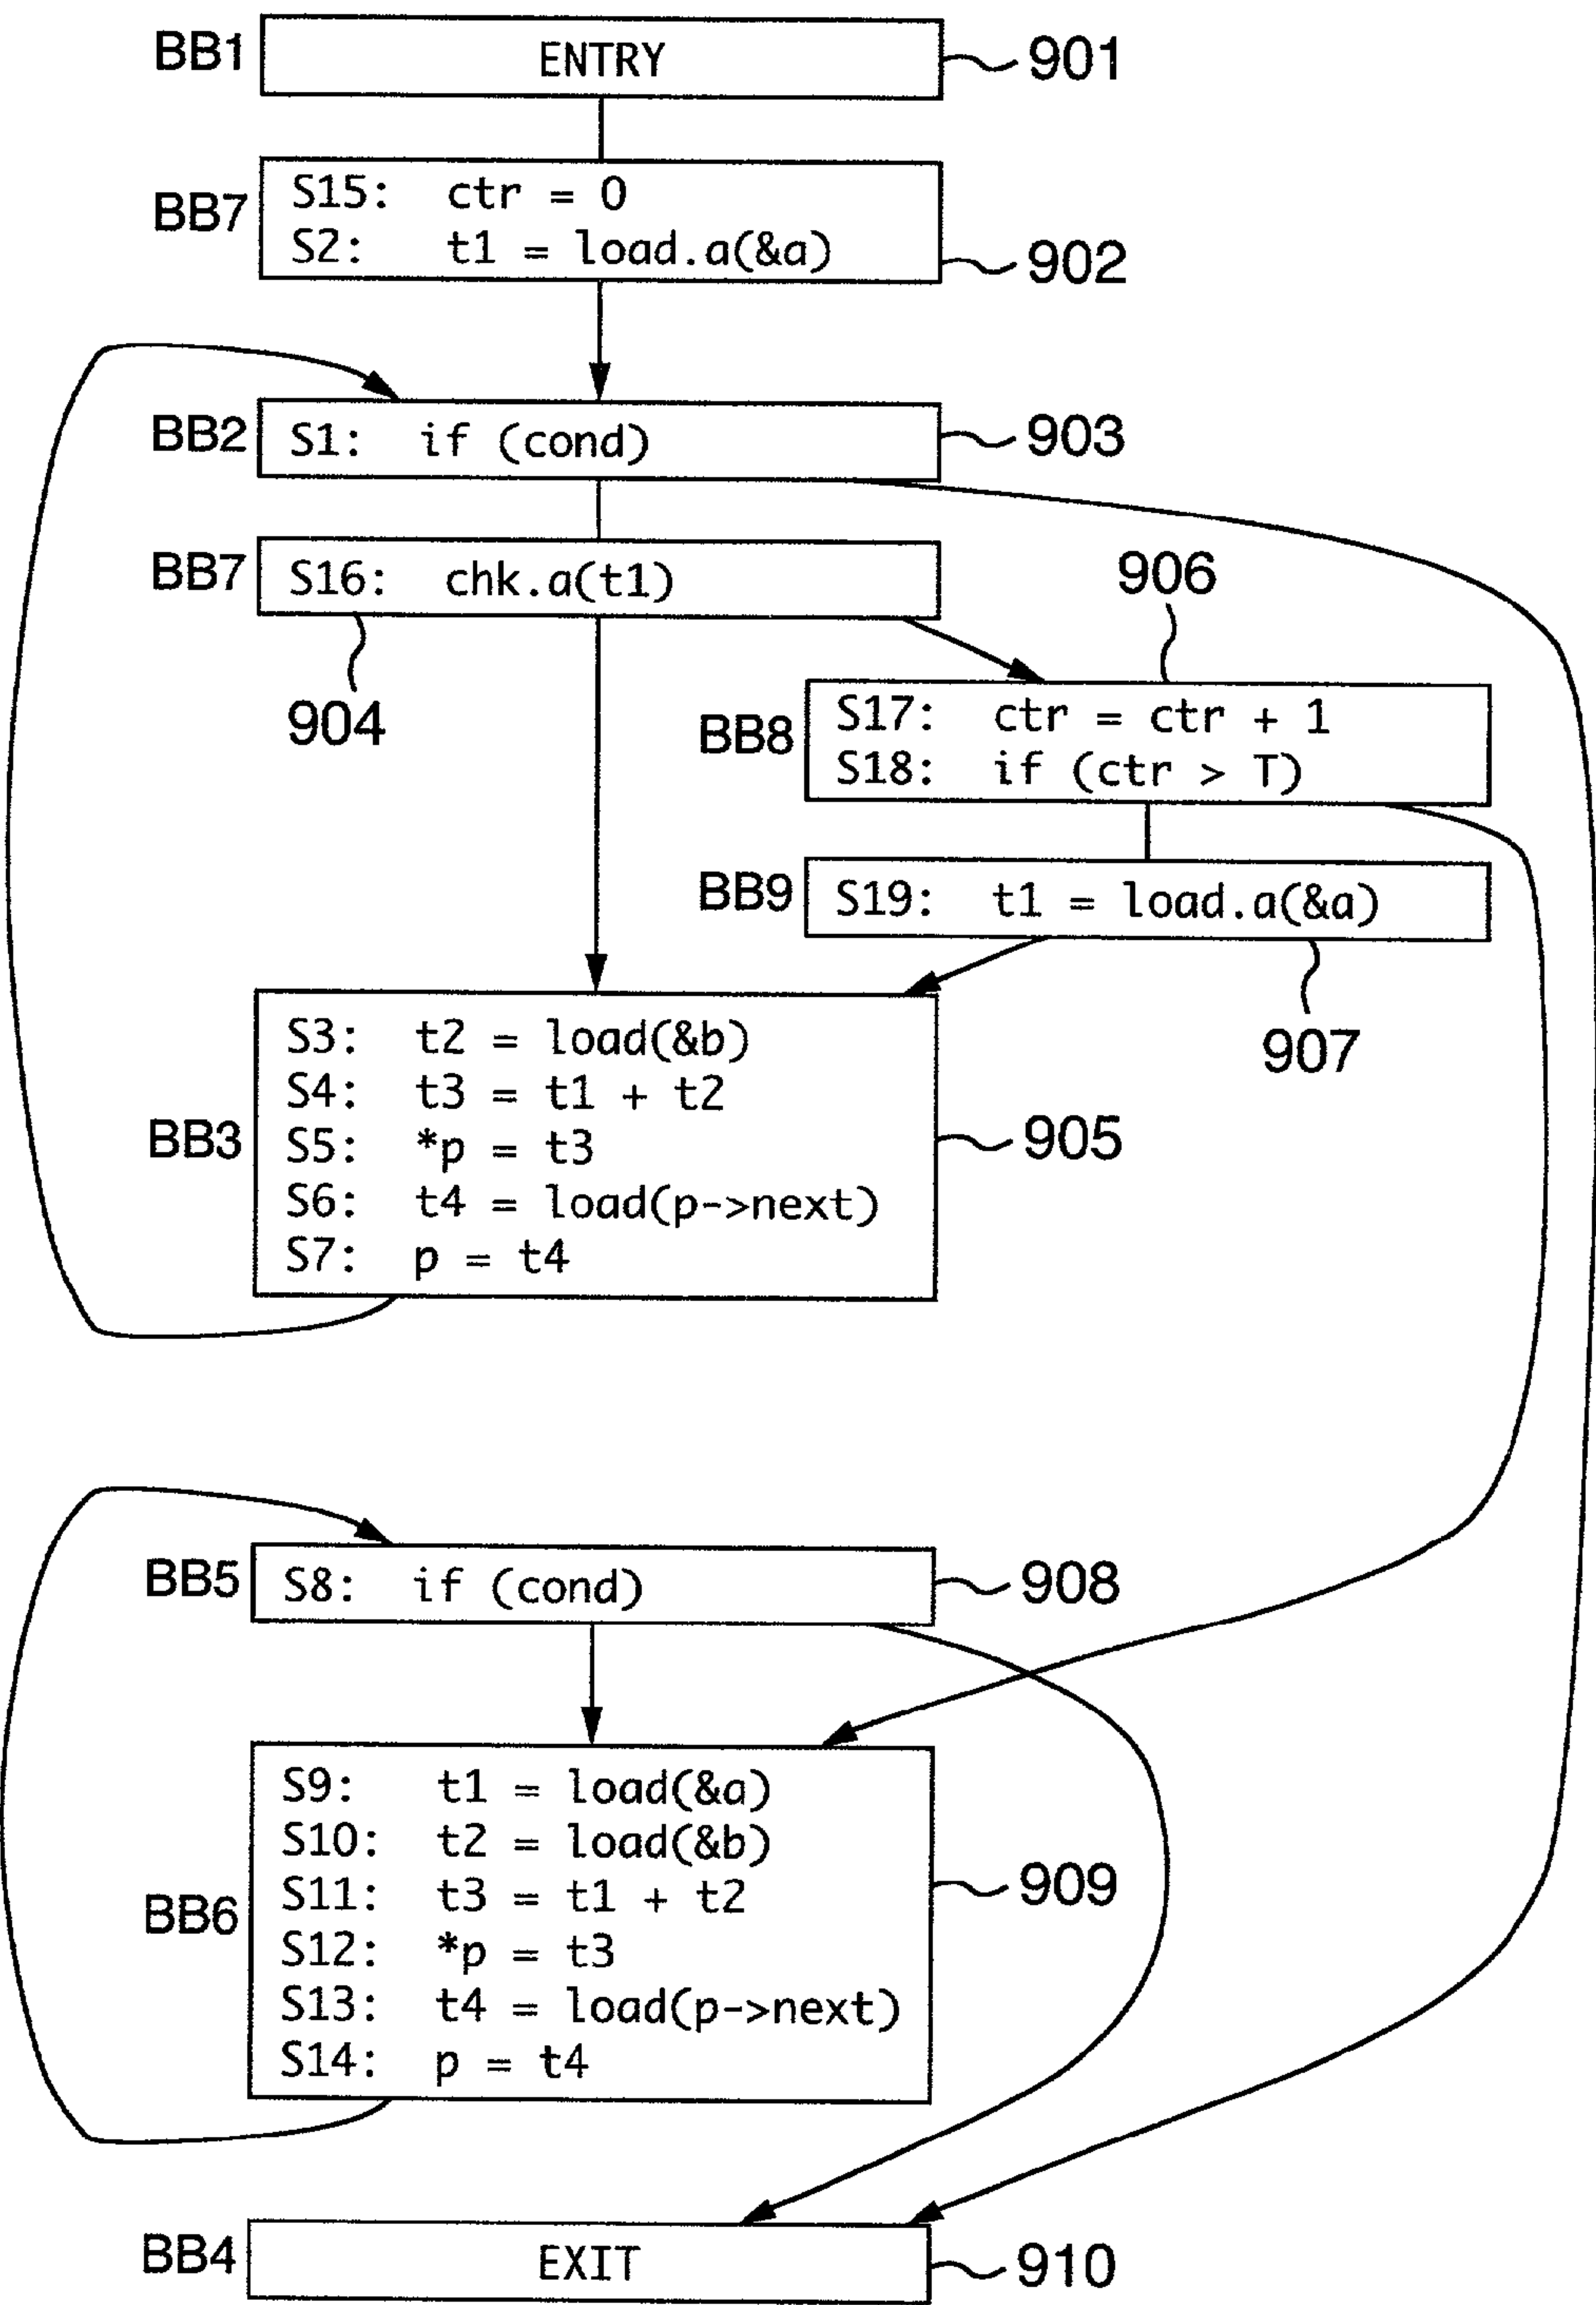 BB1 ENTRY 901
BB7
S15: ctr = 0
S2: t1 = load.a(&a)
902
BB2 S1: if (cond) 903
BB7 S16: chk.a(t1)
904
906
BB8
S17: ctr = ctr + 1
S18: if (ctr > T)
BB9 S19: t1 = load.a(&a)
907
BB3
S3: t2 = load(&b)
S4: t3 = t1 + t2
S5: *p = t3
S6: t4 = load(p->next)
S7: p = t4
905
BB5 S8: if (cond) 908
BB6
S9: t1 = load(&a)
S10: t2 = load(&b)
S11: t3 = t1 + t2
S12: *p = t3
S13: t4 = load(p->next)
S14: p = t4
909
BB4 EXIT 910